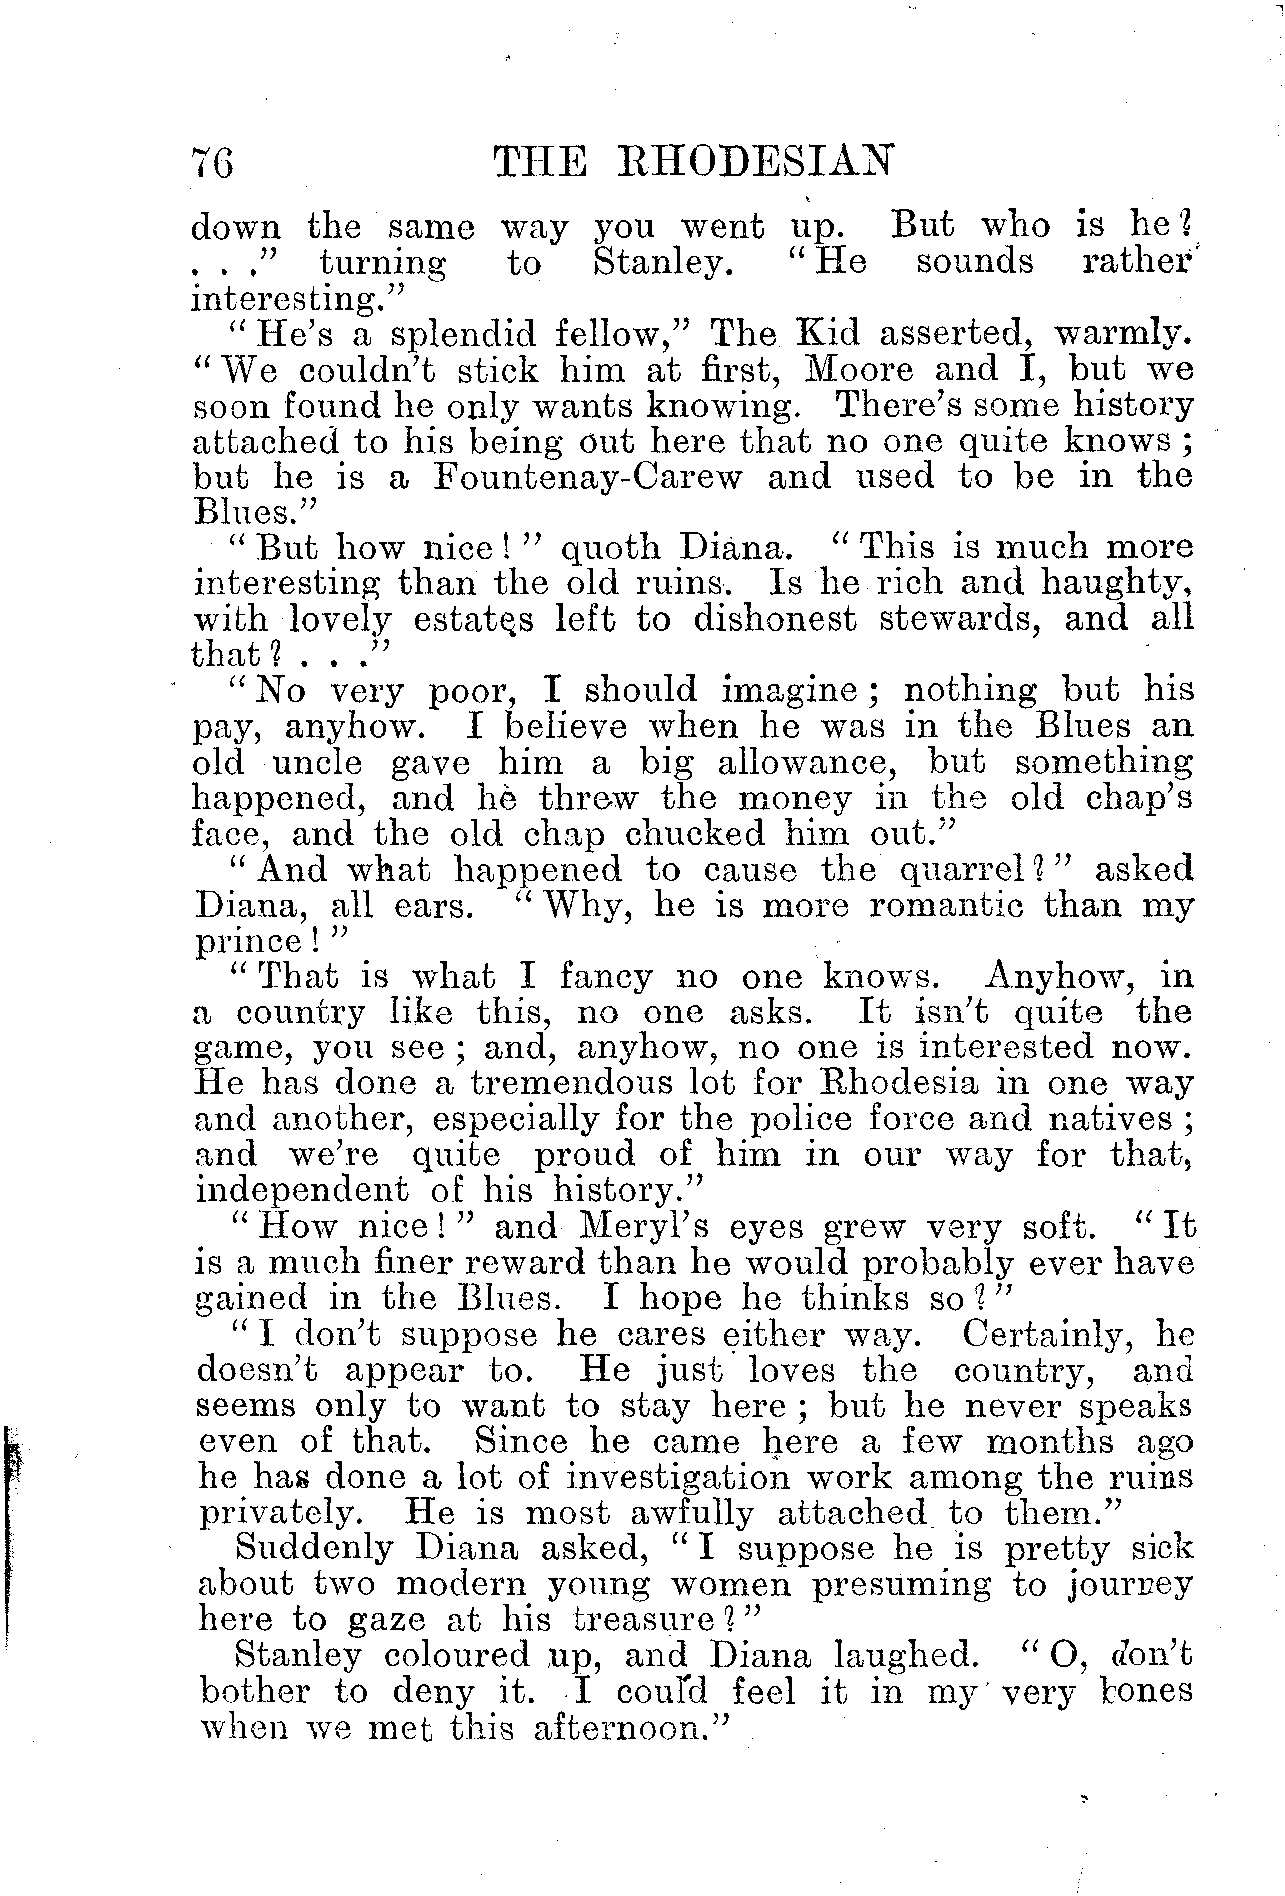 76 THE RHODESIAN
down the same way you went up. But who is he?
. . ." turning to Stanley. "He sounds rather
interesting."
"He's a splendid fellow," The Kid asserted, warmly.
"We couldn't stick him at first, Moore and I, but we
soon found he only wants knowing. There's some history
attached to his being out here that no one quite knows;
but he is a Fountenay-Carew and used to be in the
Blues."
"But how nice!" quoth Diana. "This is much more
interesting than the old ruins. Is he rich and haughty,
with lovely estates left to dishonest stewards, and all
that? . . ."
"No very poor, I should imagine; nothing but his
pay, anyhow. I believe when he was in the Blues an
old uncle gave him a big allowance, but something
happened, and he threw the money in the old chap's
face, and the old chap chucked him out."
"And what happened to cause the quarrel?" asked
Diana, all ears. "Why, he is more romantic than my
prince!"
"That is what I fancy no one knows. Anyhow, in
a country like this, no one asks. It isn't quite the
game, you see; and, anyhow, no one is interested now.
He has done a tremendous lot for Rhodesia in one way
and another, especially for the police force and natives;
and we're quite proud of him in our way for that,
independent of his history."
"How nice!" and Meryl's eyes grew very soft. "It
is a much finer reward than he would probably ever have
gained in the Blues. I hope he thinks so?"
"I don't suppose he cares either way. Certainly, he
doesn't appear to. He just loves the country, and
seems only to want to stay here; but he never speaks
even of that. Since he came here a few months ago
he has done a lot of investigation work among the ruins
privately. He is most awfully attached to them."
Suddenly Diana asked, "I suppose he is pretty sick
about two modern young women presuming to journey
here to gaze at his treasure?"
Stanley coloured up, and Diana laughed. "O, don't
bother to deny it. I could feel it in my very bones
when we met this afternoon."